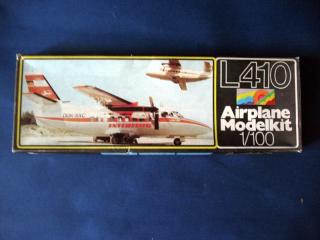 L410
Airplane
Modelkit
1/100
INTERFLUG